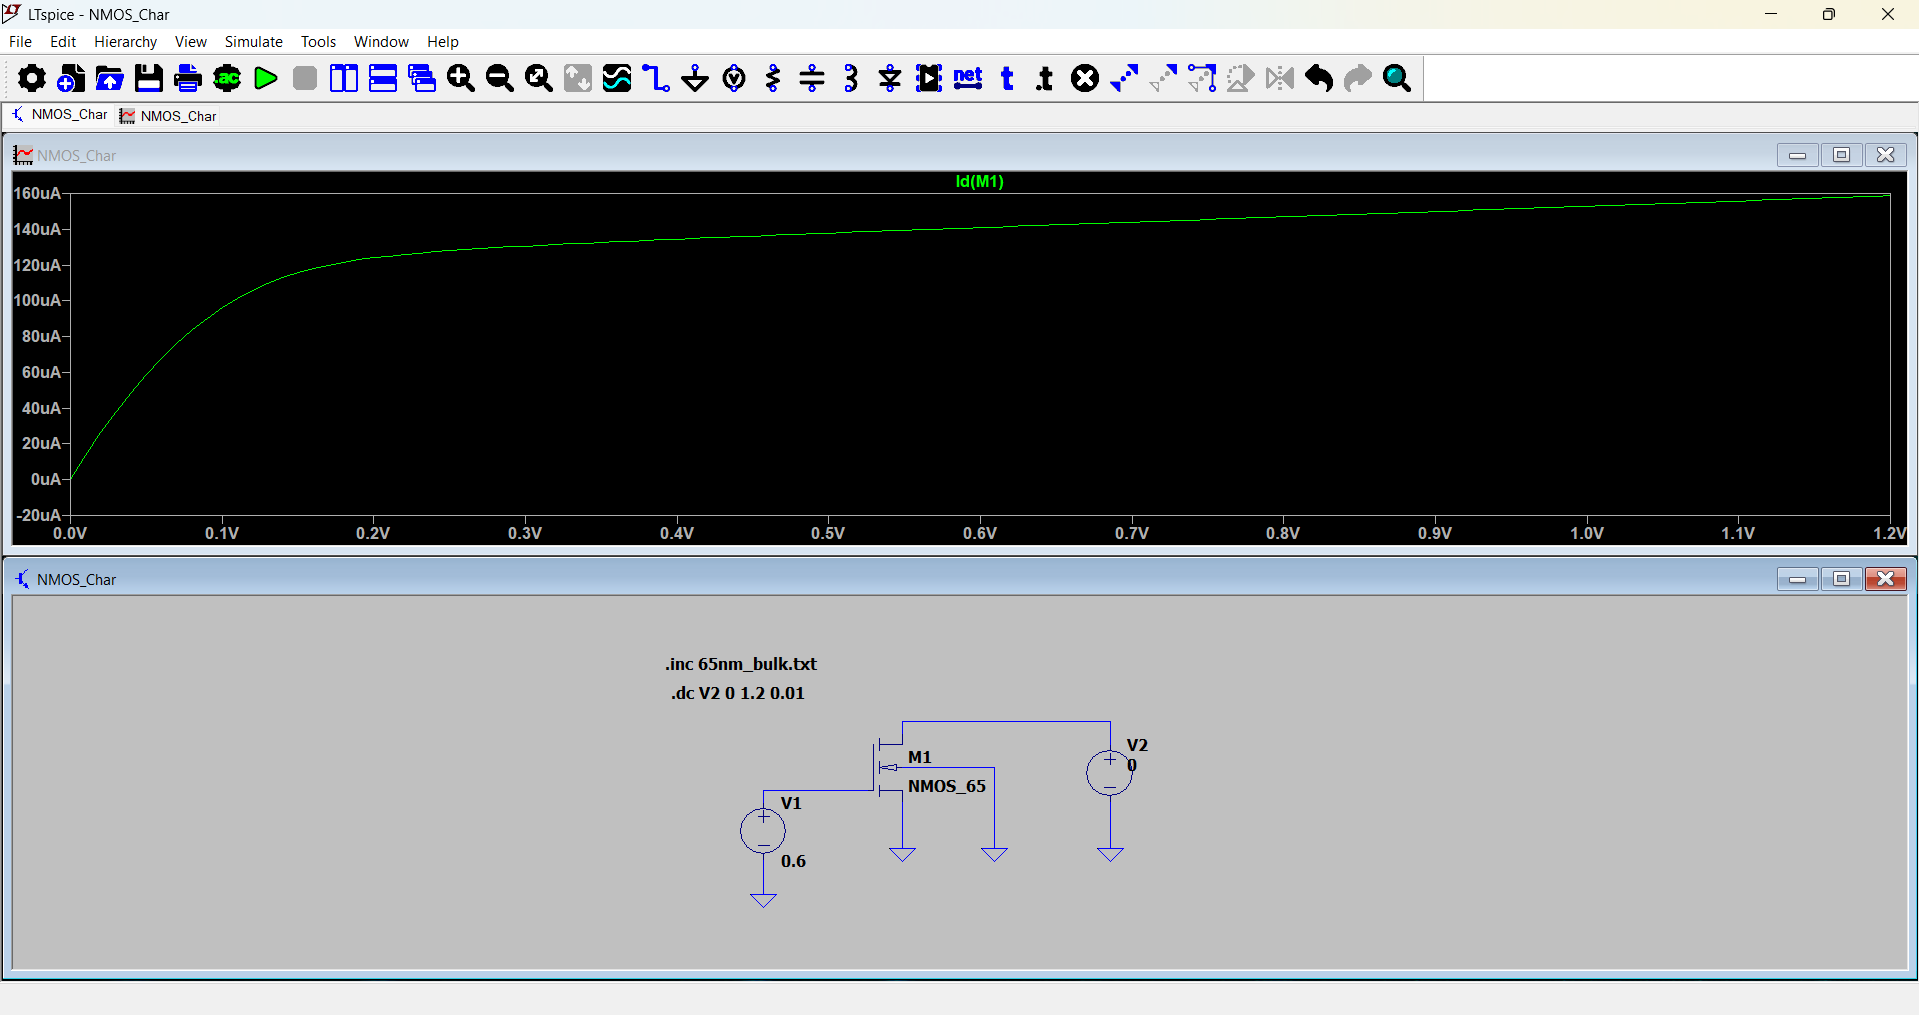 LTspice - NMOS_Char
File Edit Hierarchy View Simulate Tools Window Help
.ac net t .t
NMOS_Char NMOS_Char
NMOS_Char
Id(M1)
160uA
140uA
120uA
100uA
80uA
60uA
40uA
20uA
0uA
-20uA
0.0V 0.1V 0.2V 0.3V 0.4V 0.5V 0.6V 0.7V 0.8V 0.9V 1.0V 1.1V 1.2V
NMOS_Char
.inc 65nm_bulk.txt
.dc V2 0 1.2 0.01
V2
M1
0
NMOS_65
V1
0.6